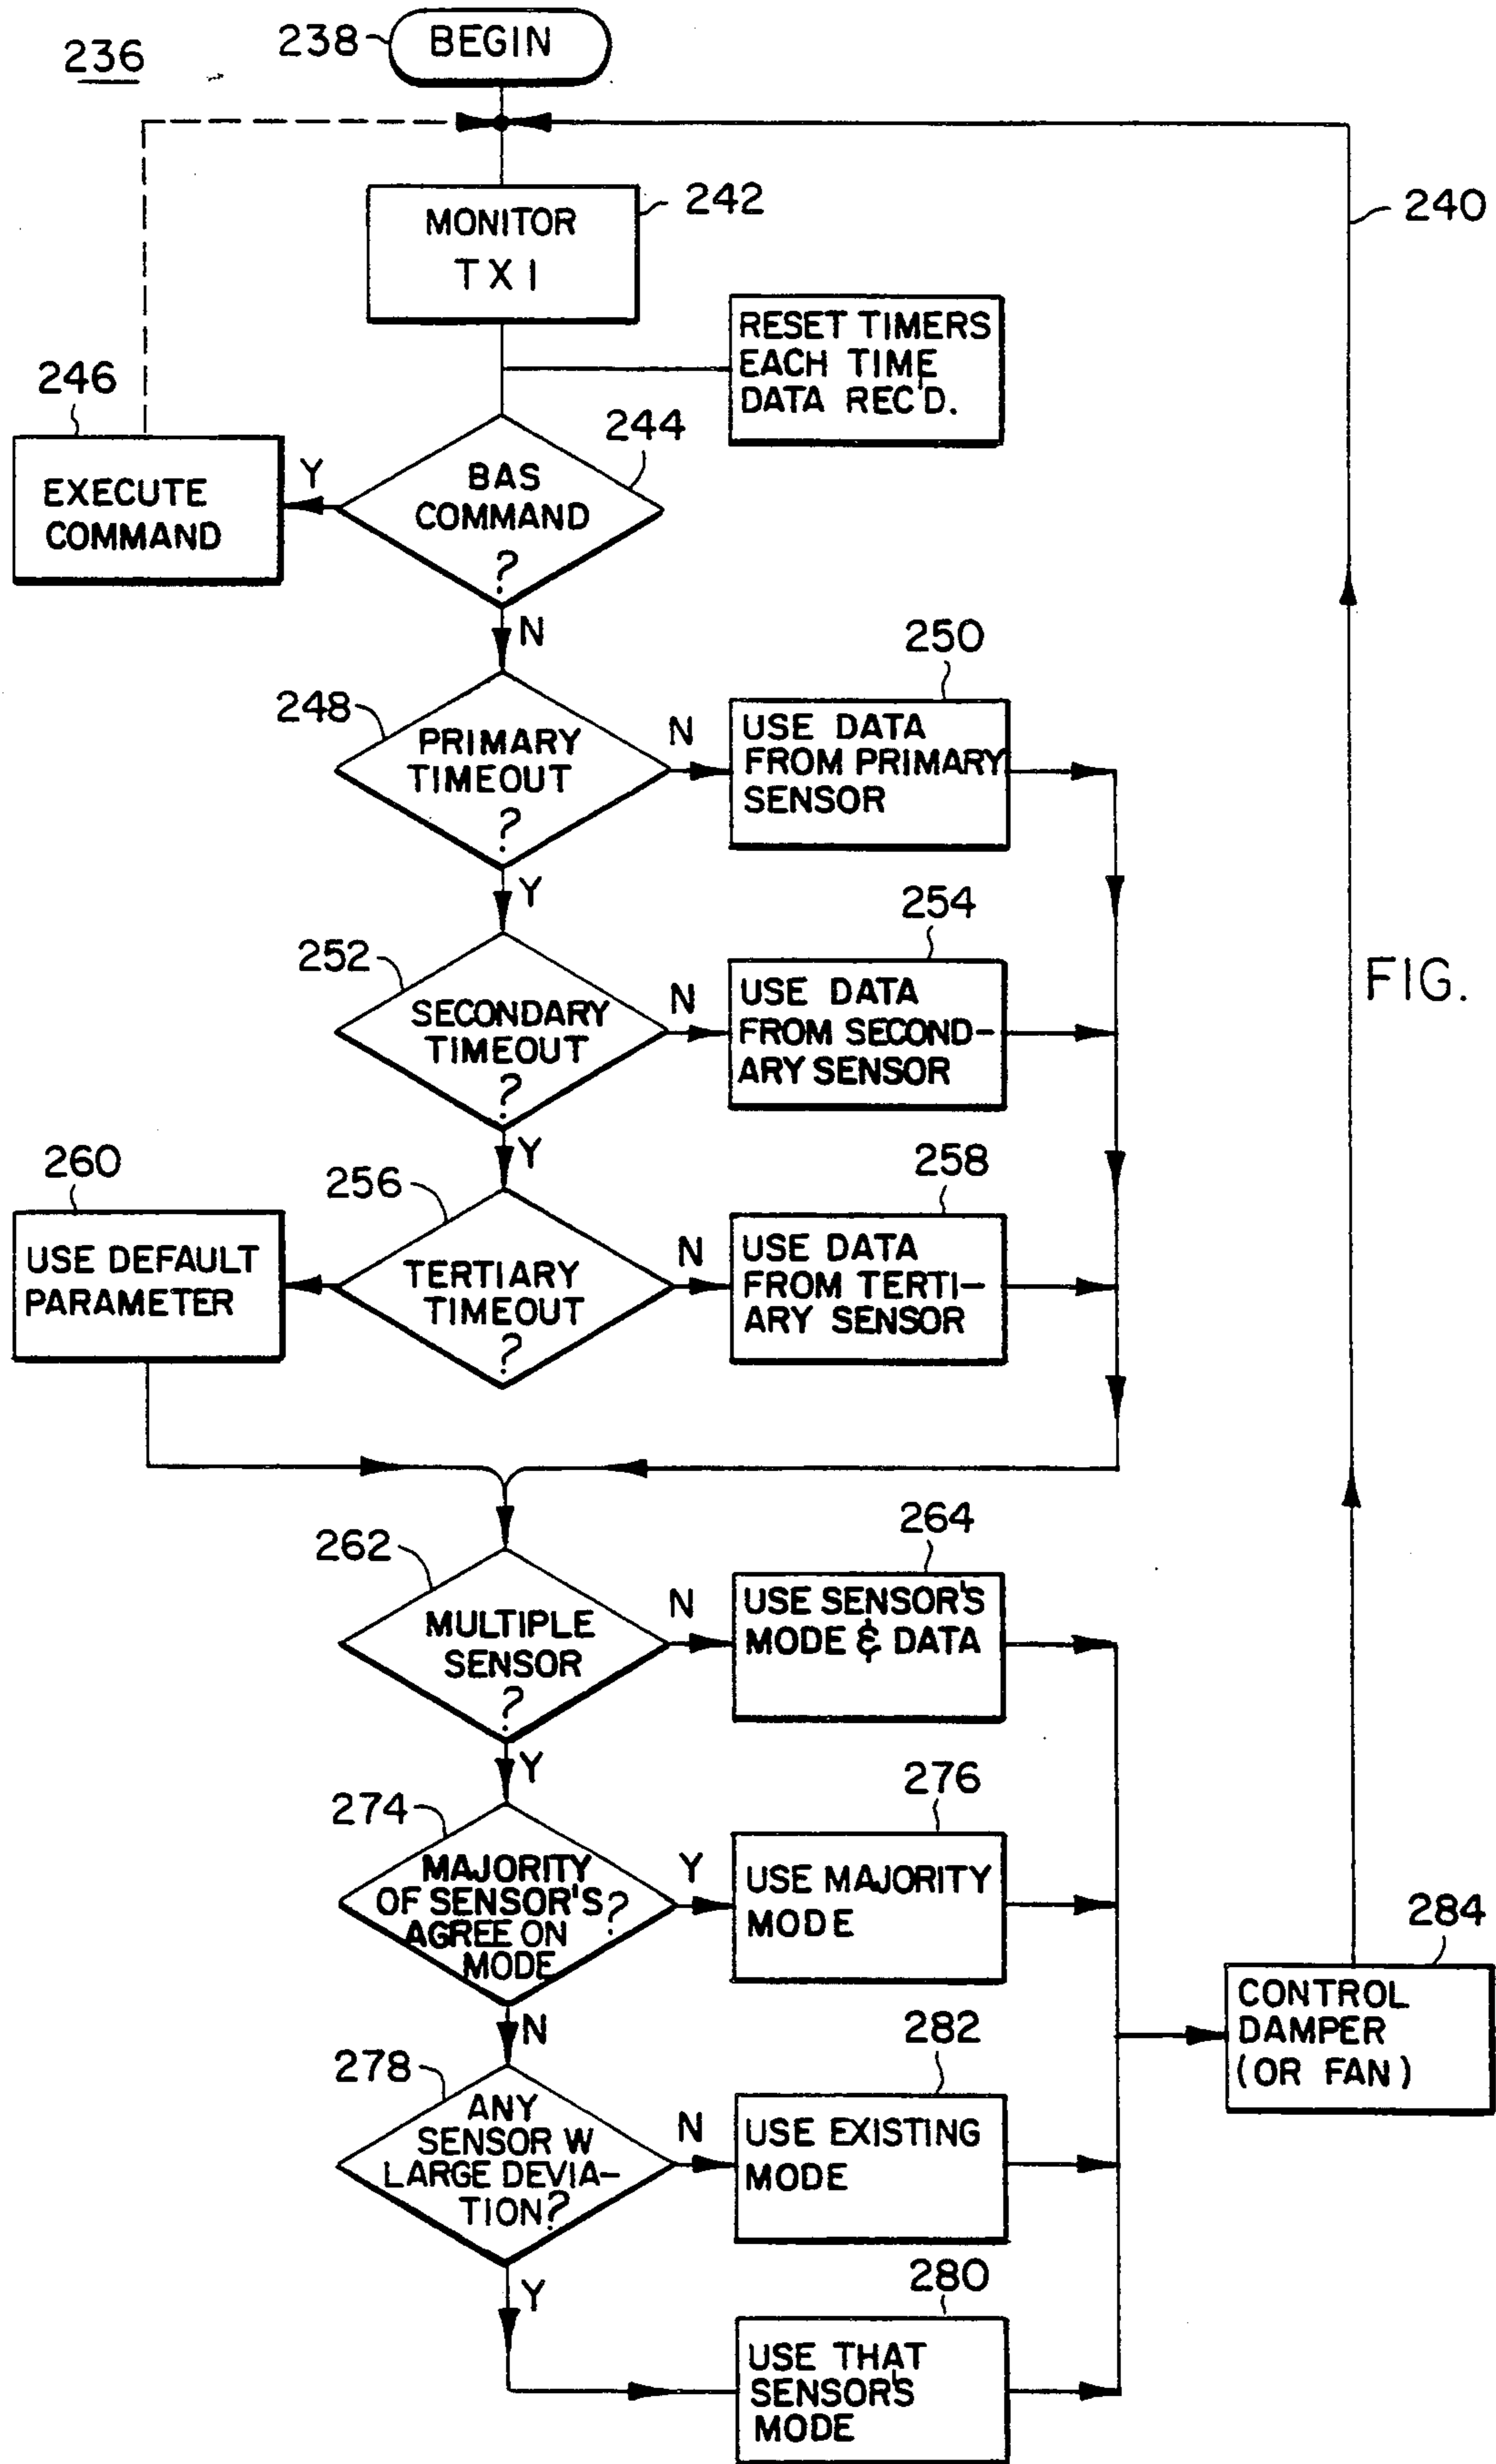 236
238
BEGIN
242
MONITOR
TX1
240
RESET TIMERS
EACH TIME
DATA REC'D.
246
EXECUTE
COMMAND
Y
244
BAS
COMMAND
?
N
248
PRIMARY
TIMEOUT
?
N
250
USE DATA
FROM PRIMARY
SENSOR
Y
252
SECONDARY
TIMEOUT
?
N
254
USE DATA
FROM SECOND-
ARY SENSOR
FIG.
Y
260
USE DEFAULT
PARAMETER
256
TERTIARY
TIMEOUT
?
N
258
USE DATA
FROM TERTI-
ARY SENSOR
262
MULTIPLE
SENSOR
?
N
264
USE SENSOR'S
MODE & DATA
Y
274
MAJORITY
OF SENSOR'S?
AGREE ON
MODE
Y
276
USE MAJORITY
MODE
284
CONTROL
DAMPER
(OR FAN)
N
278
ANY
SENSOR W
LARGE DEVIA-
TION?
N
282
USE EXISTING
MODE
Y
280
USE THAT
SENSOR'S
MODE